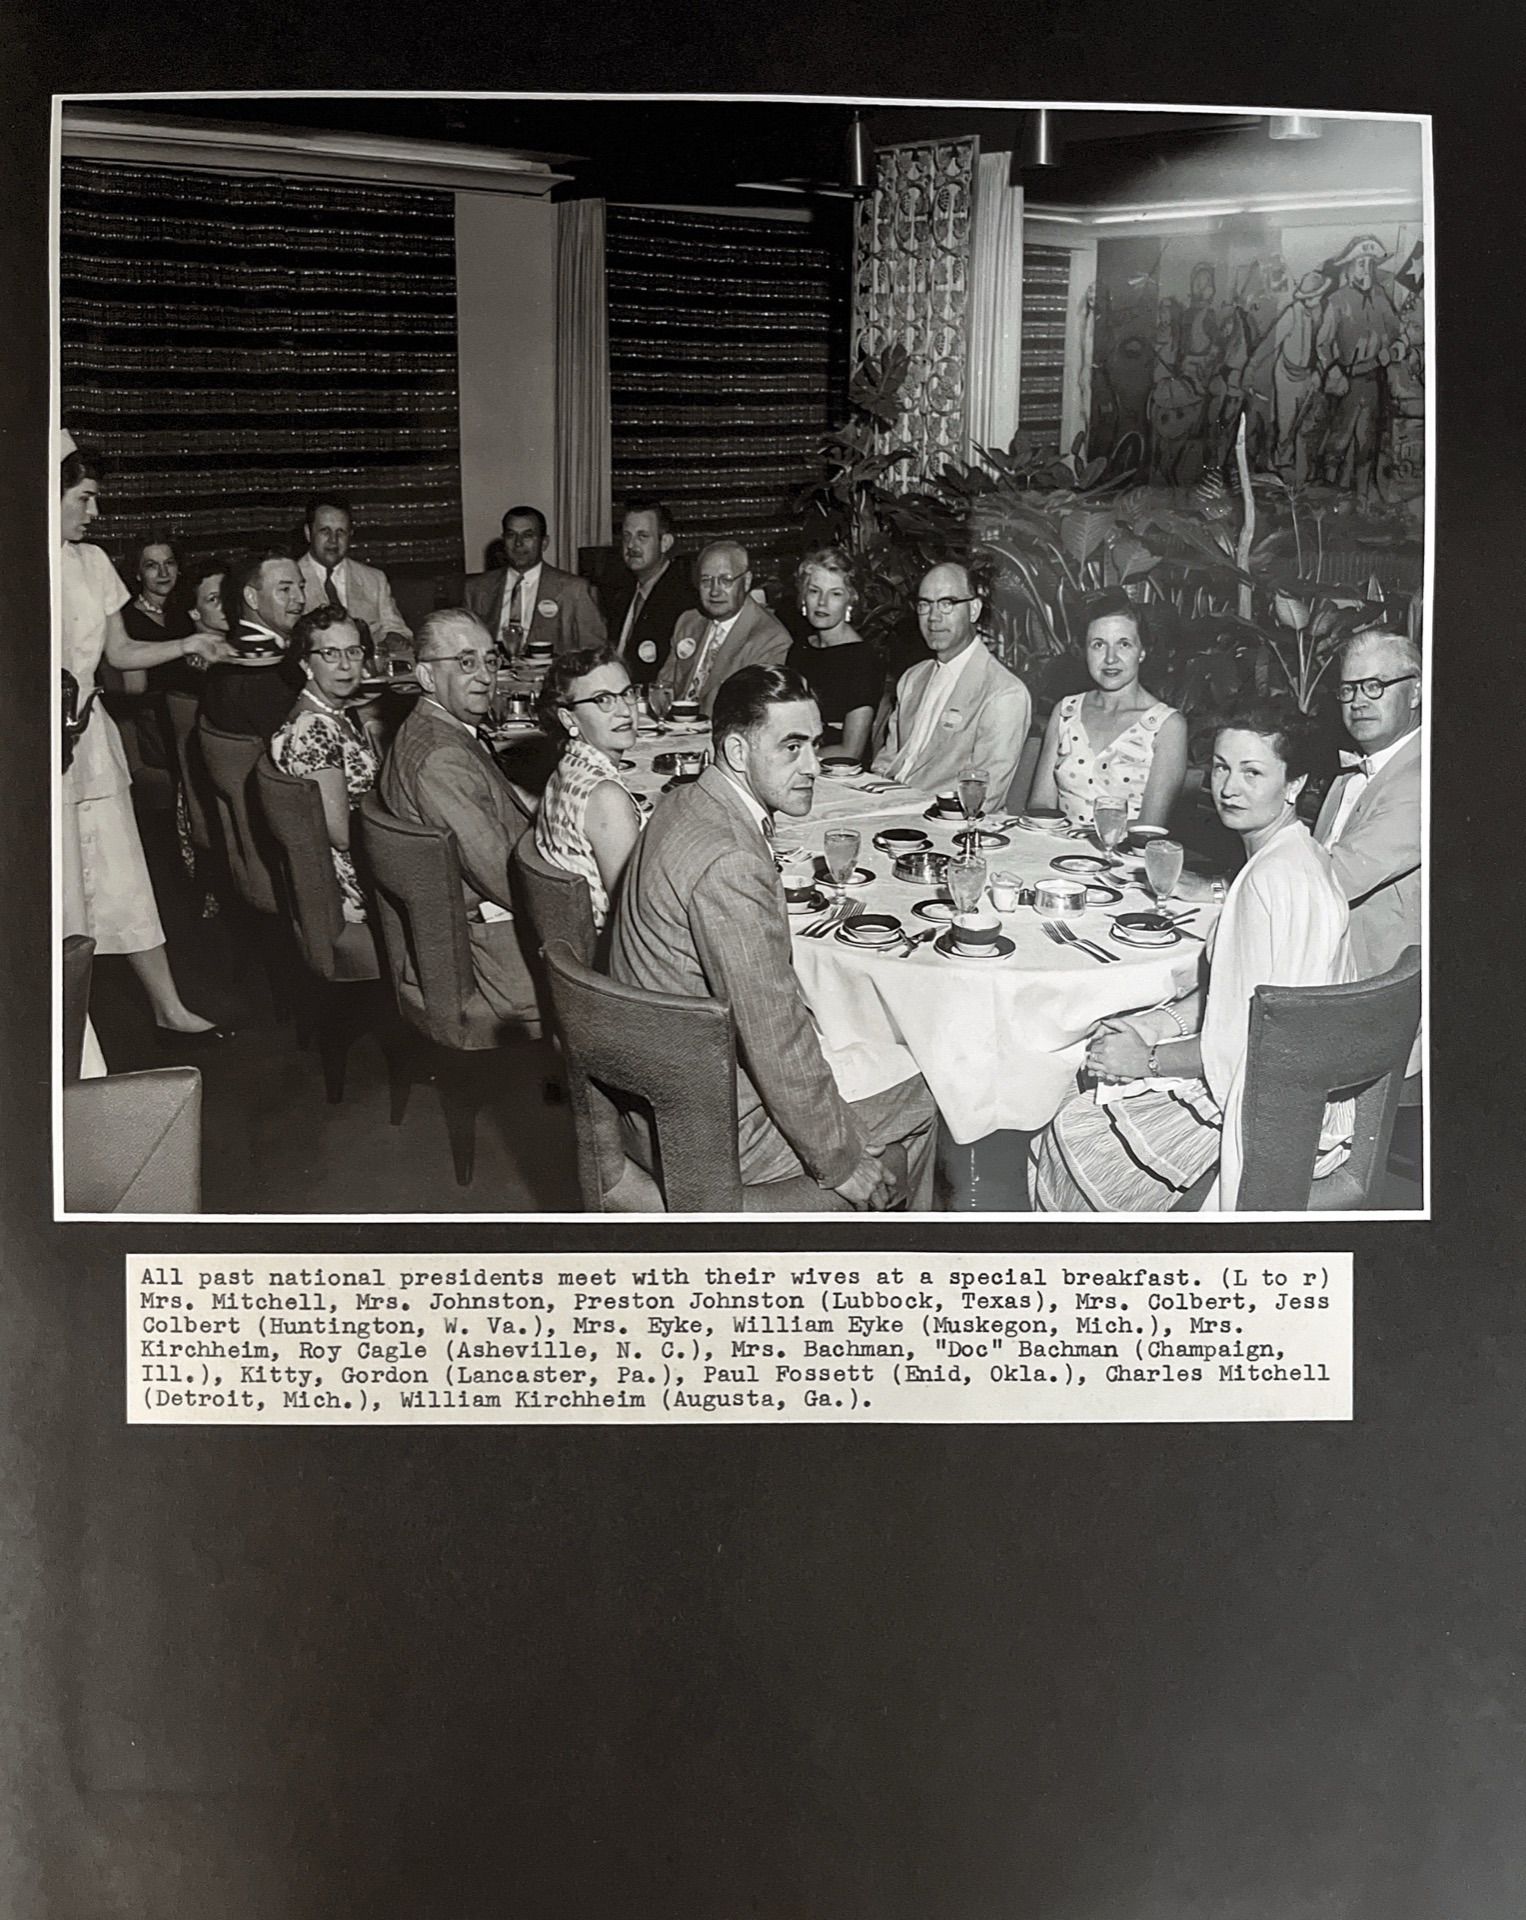 All past national presidents meet with their wives at a special breakfast. (L to r)
Mrs. Mitchell, Mrs. Johnston, Preston Johnston (Lubbock, Texas), Mrs. Colbert, Jess
Colbert (Huntington, W. Va.), Mrs. Eyke, William Eyke (Muskegon, Mich.), Mrs.
Kirchheim, Roy Cagle (Asheville, N. C.), Mrs. Bachman, "Doc" Bachman (Champaign,
Ill.), Kitty, Gordon (Lancaster, Pa.), Paul Fossett (Enid, Okla.), Charles Mitchell
(Detroit, Mich.), William Kirchheim (Augusta, Ga.).